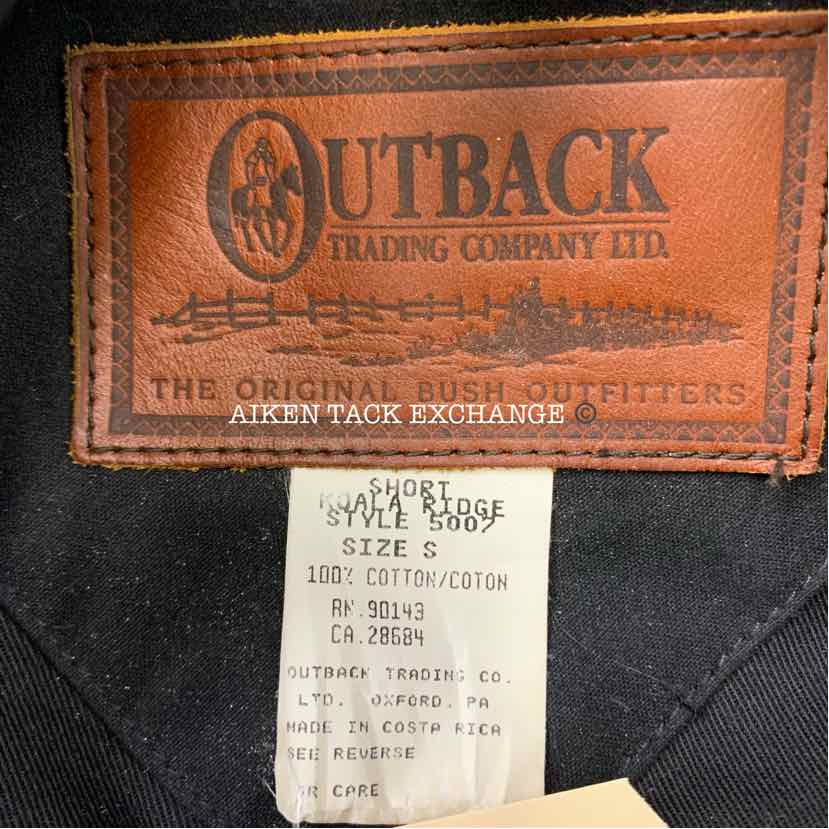 OUTBACK
TRADING COMPANY LTD.
THE ORIGINAL BUSH OUTFITTERS
AIKEN TACK EXCHANGE ©
SHORT
KOALA RIDGE
STYLE 5007
SIZE S
100% COTTON/COTON
RN.90143
CA.28684
OUTBACK TRADING CO.
LTD. OXFORD, PA
MADE IN COSTA RICA
SEE REVERSE
CARE